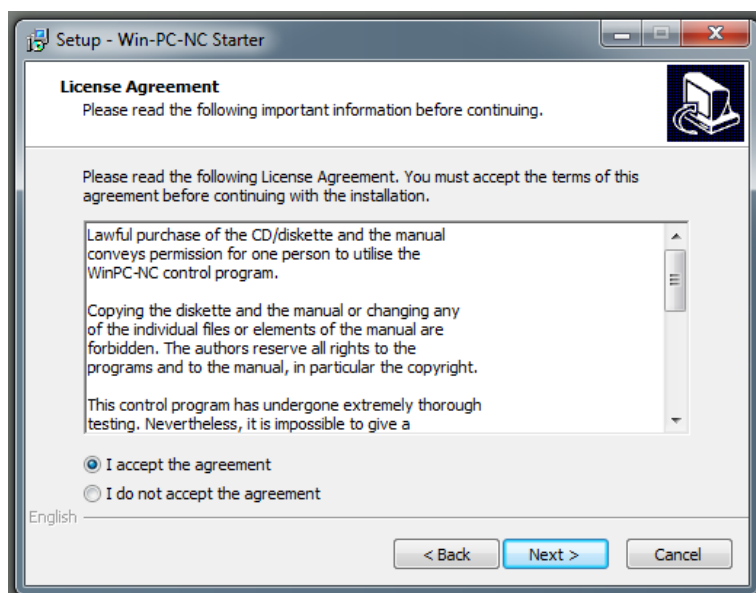 Setup - Win-PC-NC Starter
License Agreement
Please read the following important information before continuing.
Please read the following License Agreement. You must accept the terms of this
agreement before continuing with the installation.
Lawful purchase of the CD/diskette and the manual
conveys permission for one person to utilise the
WinPC-NC control program.
Copying the diskette and the manual or changing any
of the individual files or elements of the manual are
forbidden. The authors reserve all rights to the
programs and to the manual, in particular the copyright.
This control program has undergone extremely thorough
testing. Nevertheless, it is impossible to give a
I accept the agreement
I do not accept the agreement
English
< Back Next > Cancel